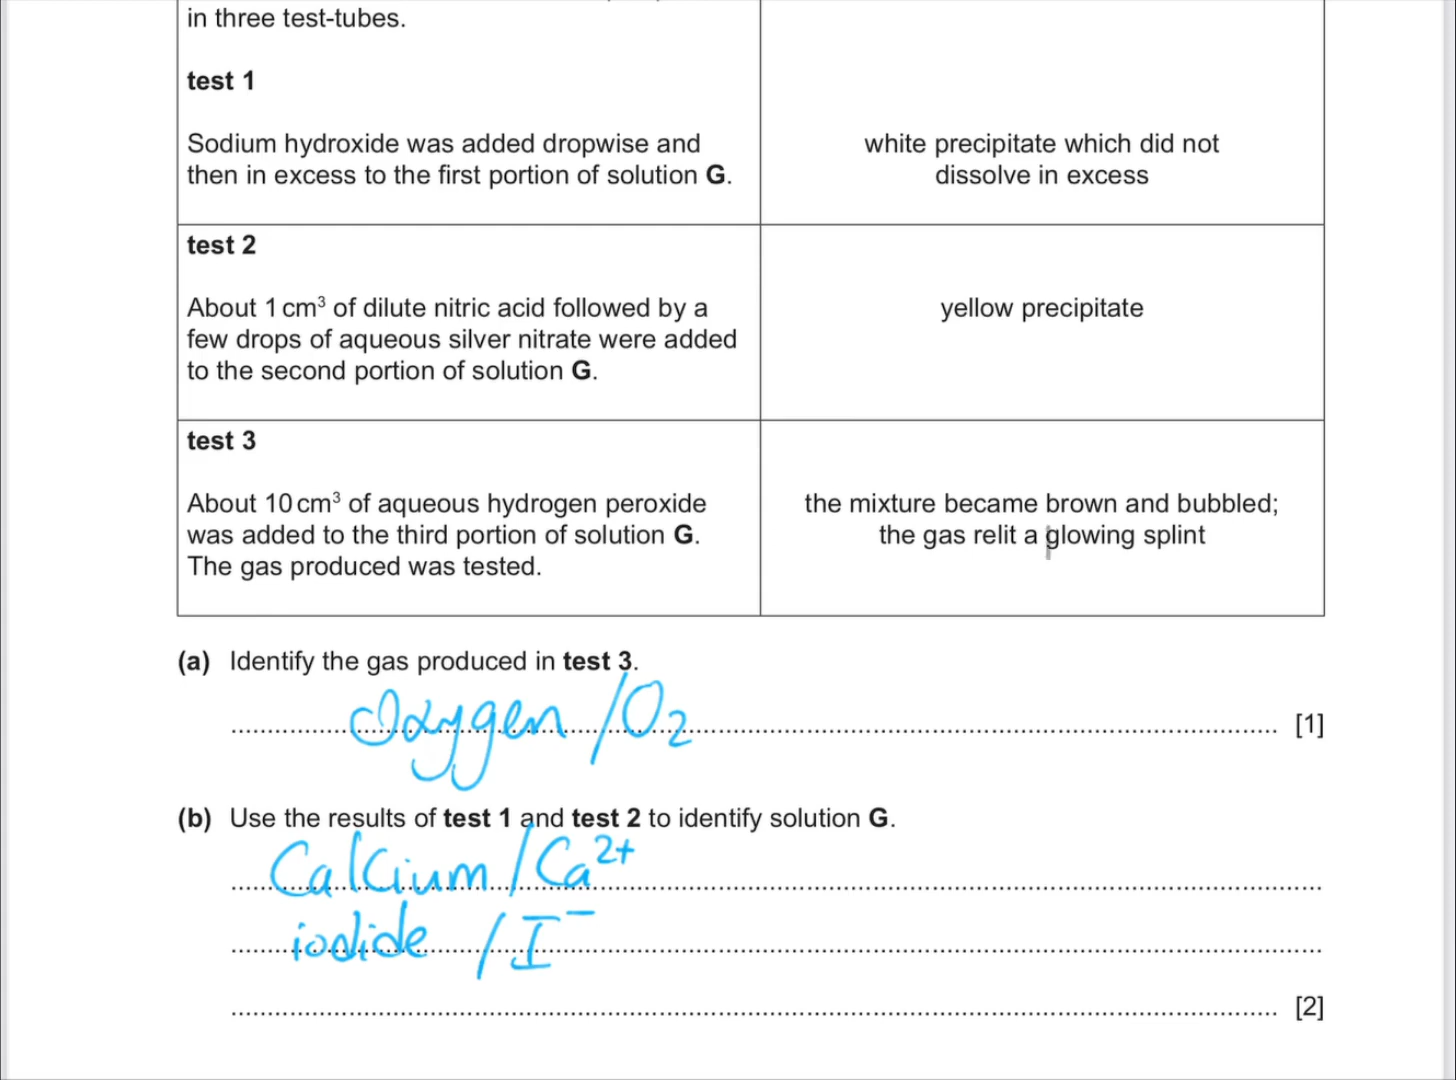 in three test-tubes.
test 1
Sodium hydroxide was added dropwise and
then in excess to the first portion of solution G.
white precipitate which did not
dissolve in excess
test 2
About 1 cm³ of dilute nitric acid followed by a
few drops of aqueous silver nitrate were added
to the second portion of solution G.
yellow precipitate
test 3
About 10 cm³ of aqueous hydrogen peroxide
was added to the third portion of solution G.
The gas produced was tested.
the mixture became brown and bubbled;
the gas relit a glowing splint
(a) Identify the gas produced in test 3.
Oxygen / O₂ [1]
(b) Use the results of test 1 and test 2 to identify solution G.
Calcium / Ca²⁺
iodide / I⁻
[2]